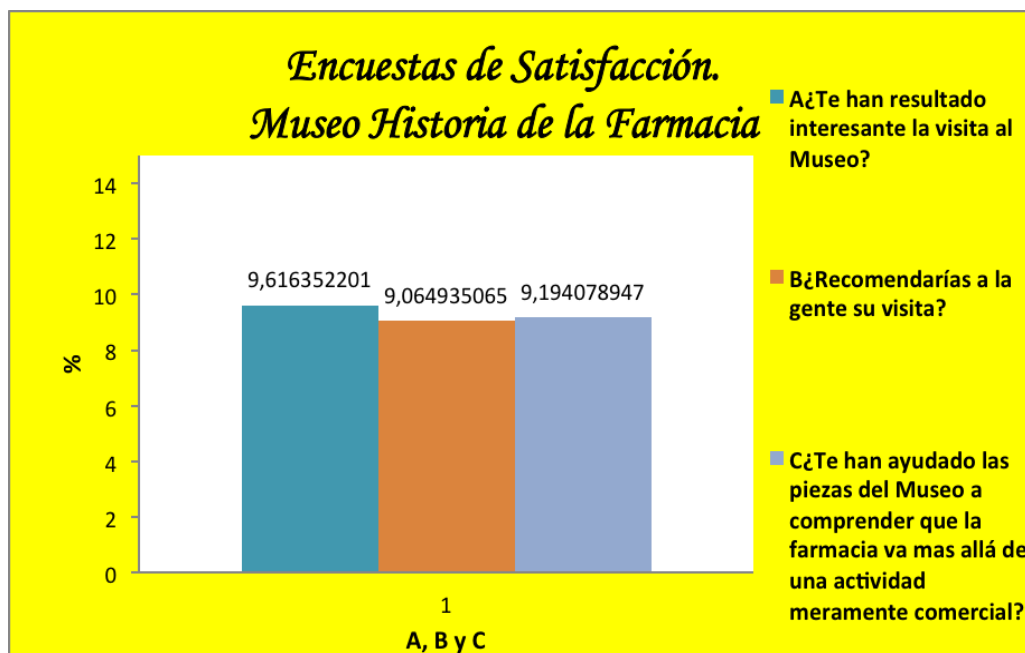 Encuestas de Satisfacción.
Museo Historia de la Farmacia
14
12
10
8
6
4
2
0
%
9,616352201
9,064935065
9,194078947
1
A, B y C
A¿Te han resultado
interesante la visita al
Museo?
B¿Recomendarías a la
gente su visita?
C¿Te han ayudado las
piezas del Museo a
comprender que la
farmacia va mas allá de
una actividad
meramente comercial?